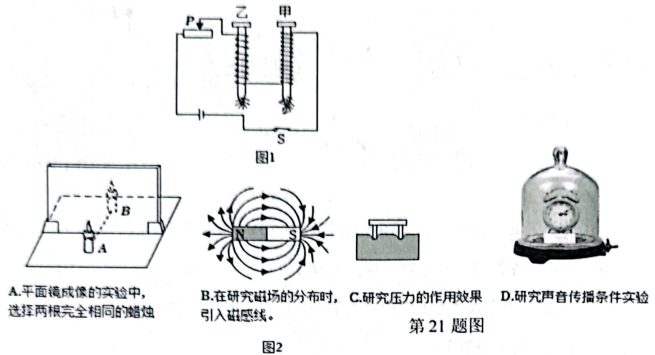 乙 甲
P
S
图1
B
A
N S
A.平面镜成像的实验中,
选择两根完全相同的蜡烛
B.在研究磁场的分布时,
引入磁感线。
C.研究压力的作用效果
D.研究声音传播条件实验
第21题图
图2